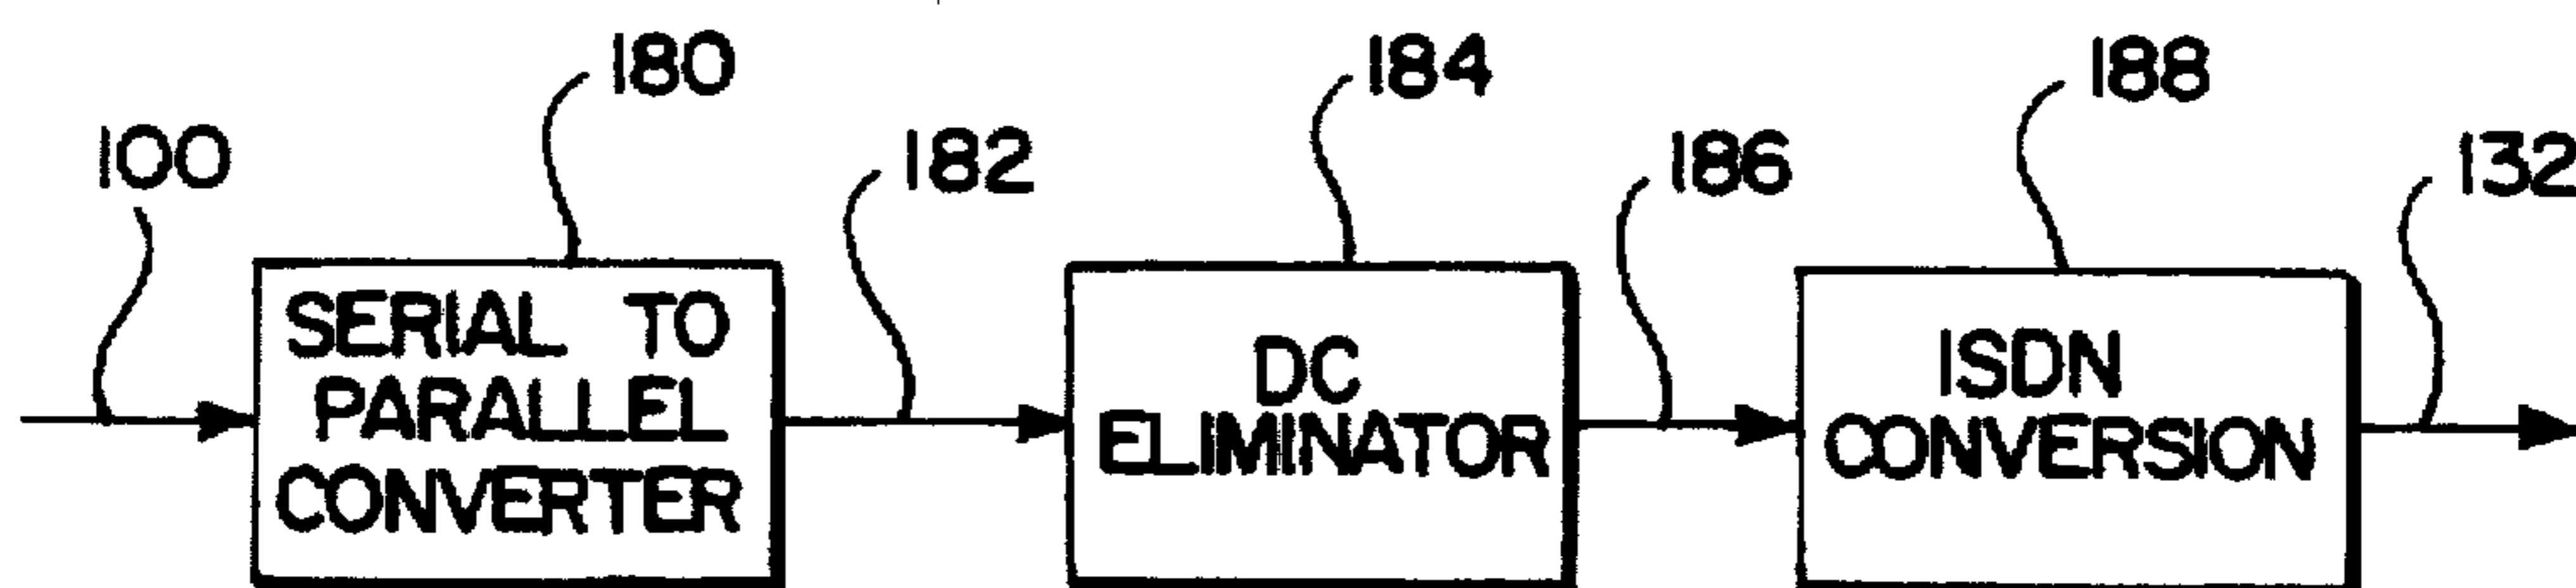 180
184
188
100
182
186
132
SERIAL TO
PARALLEL
CONVERTER
DC
ELIMINATOR
ISDN
CONVERSION